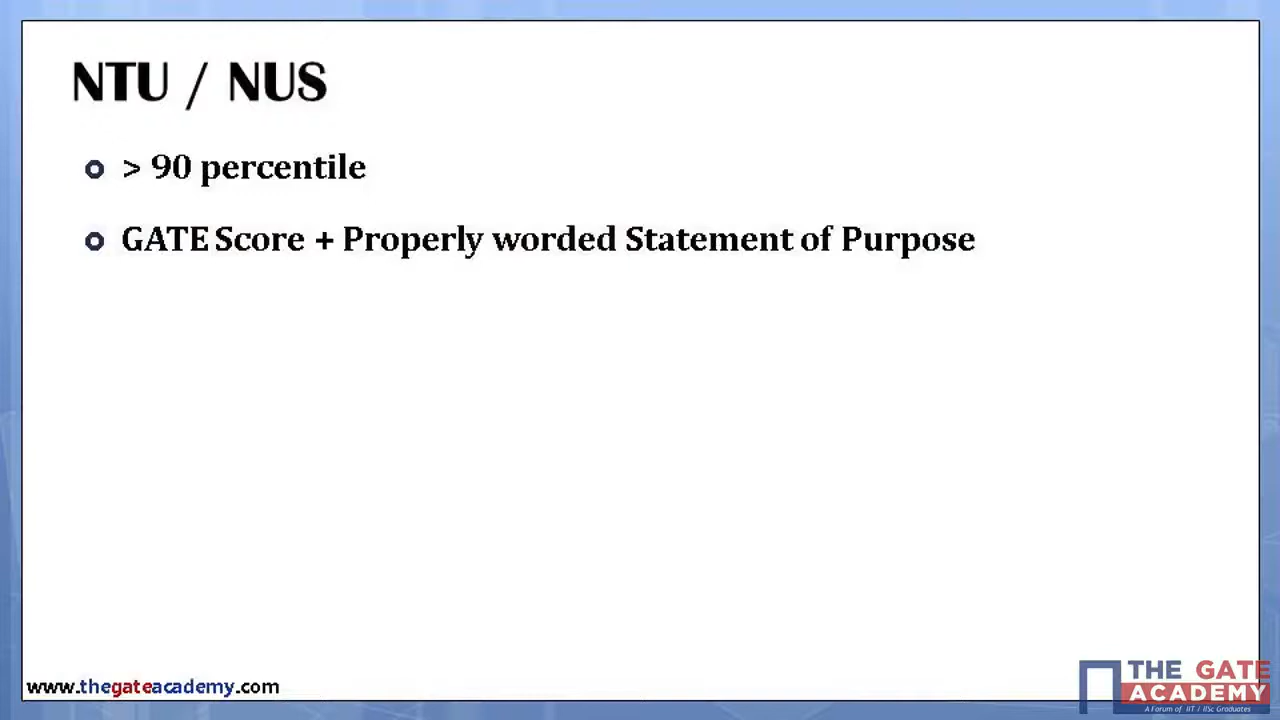 NTU / NUS
> 90 percentile
GATE Score + Properly worded Statement of Purpose
www.thegateacademy.com
THE GATE
ACADEMY
A Forum of IIT / IISc Graduates